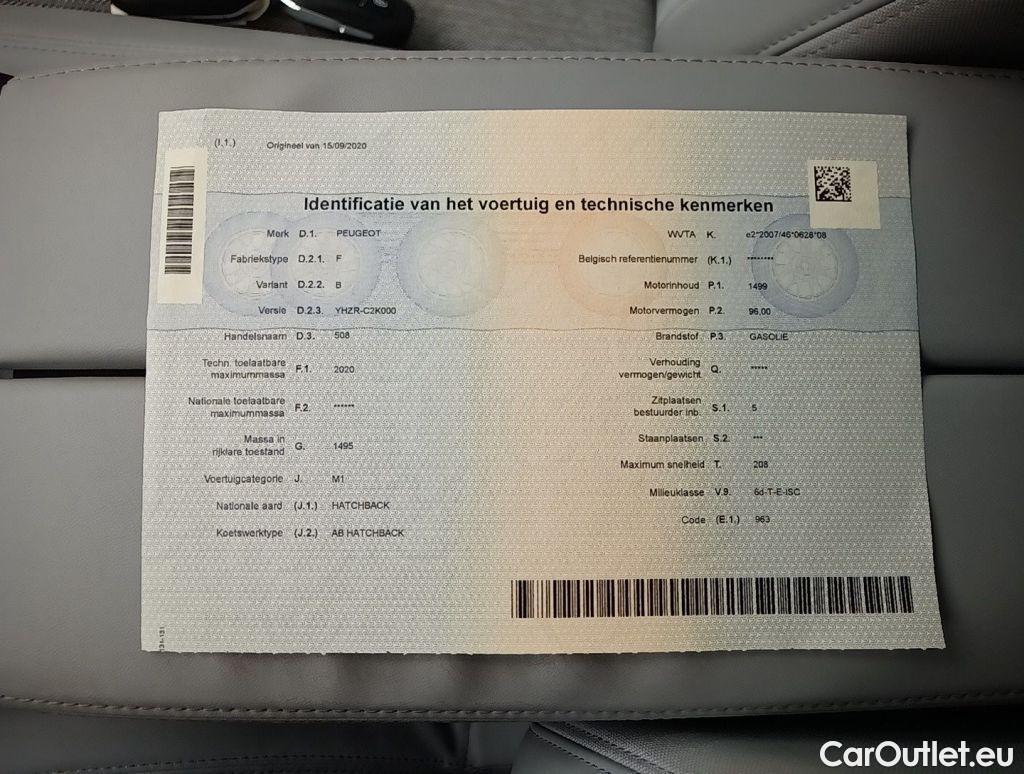 (I.1.) Origineel van 15/09/2020
Identificatie van het voertuig en technische kenmerken
Merk D.1. PEUGEOT
Fabriekstype D.2.1. F
Variant D.2.2. B
Versie D.2.3. YHZR-C2K000
Handelsnaam D.3. 508
Techn. toelaatbare
maximummassa F.1. 2020
Nationale toelaatbare
maximummassa F.2. ******
Massa in
rijklare toestand G. 1495
Voertuigcategorie J. M1
Nationale aard (J.1.) HATCHBACK
Koetswerktype (J.2.) AB HATCHBACK
WVTA K. e2*2007/46*0628*08
Belgisch referentienummer (K.1.) ********
Motorinhoud P.1. 1499
Motorvermogen P.2. 96,00
Brandstof P.3. GASOLIE
Verhouding
vermogen/gewicht Q. *****
Zitplaatsen
bestuurder inb. S.1. 5
Staanplaatsen S.2. ***
Maximum snelheid T. 208
Milieuklasse V.9. 6d-T-E-ISC
Code (E.1.) 963
CarOutlet.eu